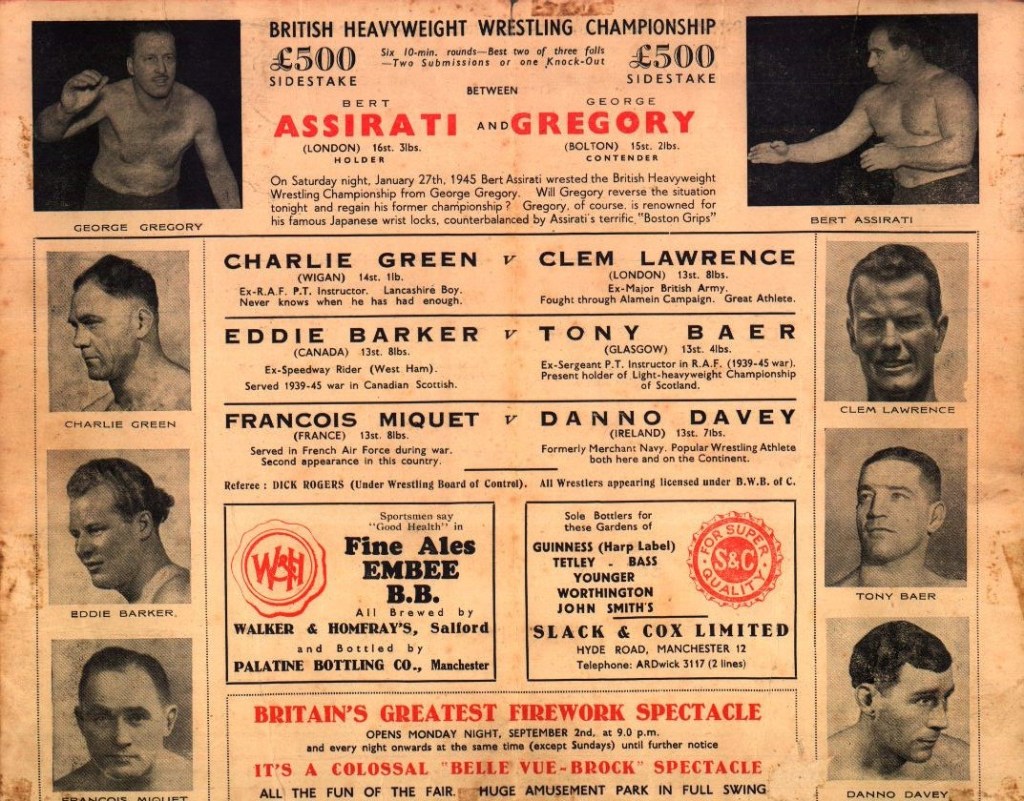 BRITISH HEAVYWEIGHT WRESTLING CHAMPIONSHIP
£500 SIDESTAKE
Six 10-min. rounds—Best two of three falls
—Two Submissions or one Knock-Out
£500 SIDESTAKE
BETWEEN
BERT GEORGE
ASSIRATI AND GREGORY
(LONDON) 16st. 3lbs. (BOLTON) 15st. 2lbs.
HOLDER CONTENDER
On Saturday night, January 27th, 1945 Bert Assirati wrested the British Heavyweight
Wrestling Championship from George Gregory. Will Gregory reverse the situation
tonight and regain his former championship? Gregory, of course, is renowned for
his famous Japanese wrist locks, counterbalanced by Assirati's terrific "Boston Grips"
GEORGE GREGORY
BERT ASSIRATI
CHARLIE GREEN v CLEM LAWRENCE
(WIGAN) 14st. 1lb. (LONDON) 13st. 8lbs.
Ex-R.A.F. P.T. Instructor. Lancashire Boy. Ex-Major British Army.
Never knows when he has had enough. Fought through Alamein Campaign. Great Athlete.
EDDIE BARKER v TONY BAER
(CANADA) 13st. 8lbs. (GLASGOW) 13st. 4lbs.
Ex-Speedway Rider (West Ham). Ex-Sergeant P.T. Instructor in R.A.F. (1939-45 war).
Served 1939-45 war in Canadian Scottish. Present holder of Light-heavyweight Championship
of Scotland.
FRANCOIS MIQUET v DANNO DAVEY
(FRANCE) 13st. 8lbs. (IRELAND) 13st. 7lbs.
Served in French Air Force during war. Formerly Merchant Navy. Popular Wrestling Athlete
Second appearance in this country. both here and on the Continent.
Referee : DICK ROGERS (Under Wrestling Board of Control). All Wrestlers appearing licensed under B.W.B. of C.
CHARLIE GREEN
EDDIE BARKER.
FRANCOIS MIQUET
CLEM LAWRENCE
TONY BAER
DANNO DAVEY
Sportsmen say
"Good Health" in
W&H
Fine Ales
EMBEE
B.B.
All Brewed by
WALKER & HOMFRAY'S, Salford
and Bottled by
PALATINE BOTTLING CO., Manchester
Sole Bottlers for
these Gardens of
GUINNESS (Harp Label)
TETLEY - BASS
YOUNGER
WORTHINGTON
JOHN SMITH'S
FOR SUPER
S&C
QUALITY
SLACK & COX LIMITED
HYDE ROAD, MANCHESTER 12
Telephone: ARDwick 3117 (2 lines)
BRITAIN'S GREATEST FIREWORK SPECTACLE
OPENS MONDAY NIGHT, SEPTEMBER 2nd, at 9.0 p.m.
and every night onwards at the same time (except Sundays) until further notice
IT'S A COLOSSAL "BELLE VUE-BROCK" SPECTACLE
ALL THE FUN OF THE FAIR. HUGE AMUSEMENT PARK IN FULL SWING